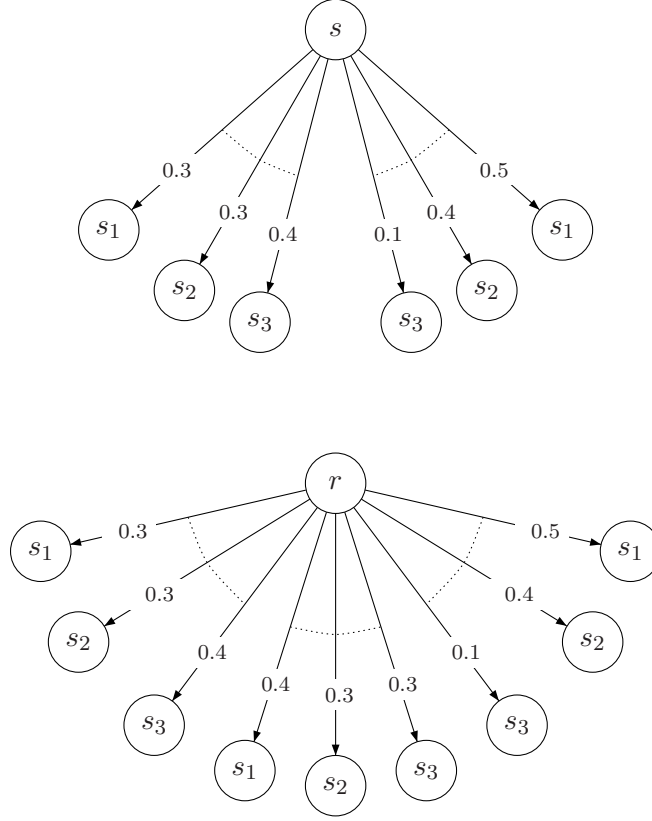 s
0.3 0.5
0.3 0.4
0.4 0.1
s₁ s₁
s₂ s₂
s₃ s₃
r
0.3 0.5
s₁ s₁
0.3 0.4
s₂ s₂
0.4 0.1
0.4 0.3 0.3
s₃ s₃
s₁ s₂ s₃